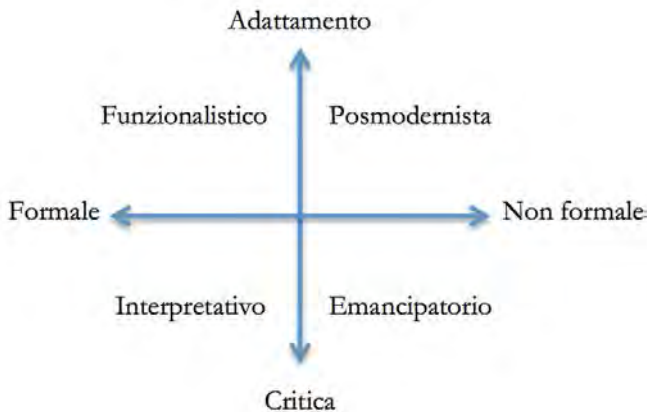 Adattamento
Funzionalistico Posmodernista
Formale Non formale
Interpretativo Emancipatorio
Critica